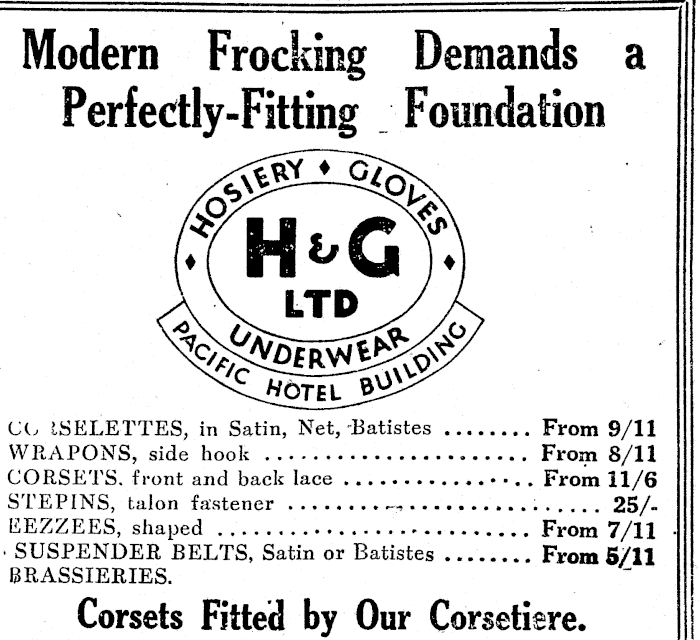 Modern Frocking Demands a
Perfectly-Fitting Foundation
HOSIERY ♦ GLOVES
H & G
LTD
UNDERWEAR
PACIFIC HOTEL BUILDING
CORSELETTES, in Satin, Net, Batistes ........ From 9/11
WRAPONS, side hook ...................... From 8/11
CORSETS. front and back lace ................ From 11/6
STEPINS, talon fastener .......................... 25/-
EEZZEES, shaped .......................... From 7/11
SUSPENDER BELTS, Satin or Batistes ........ From 5/11
BRASSIERIES.
Corsets Fitted by Our Corsetiere.